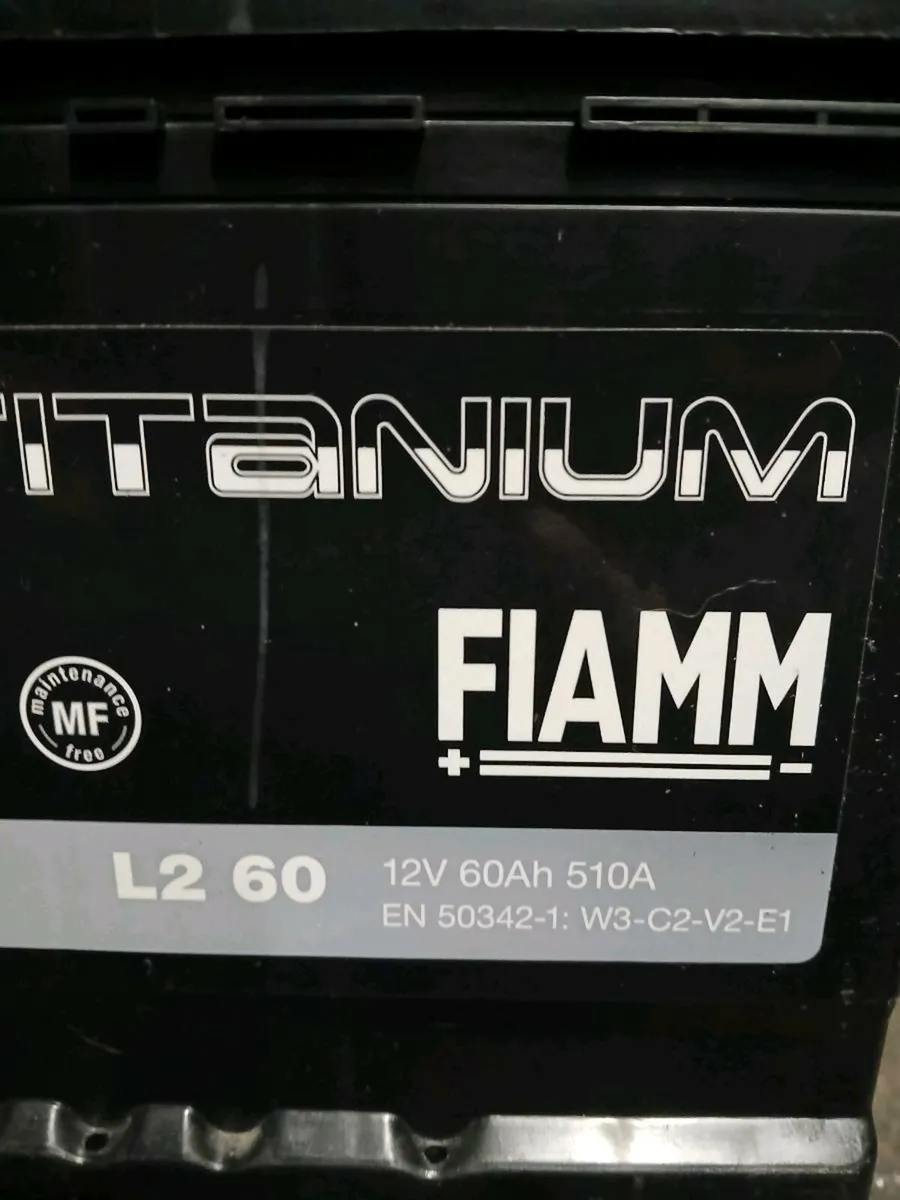 TITANIUM
FIAMM
+ -
maintenance
MF
free
L2 60
12V 60Ah 510A
EN 50342-1: W3-C2-V2-E1